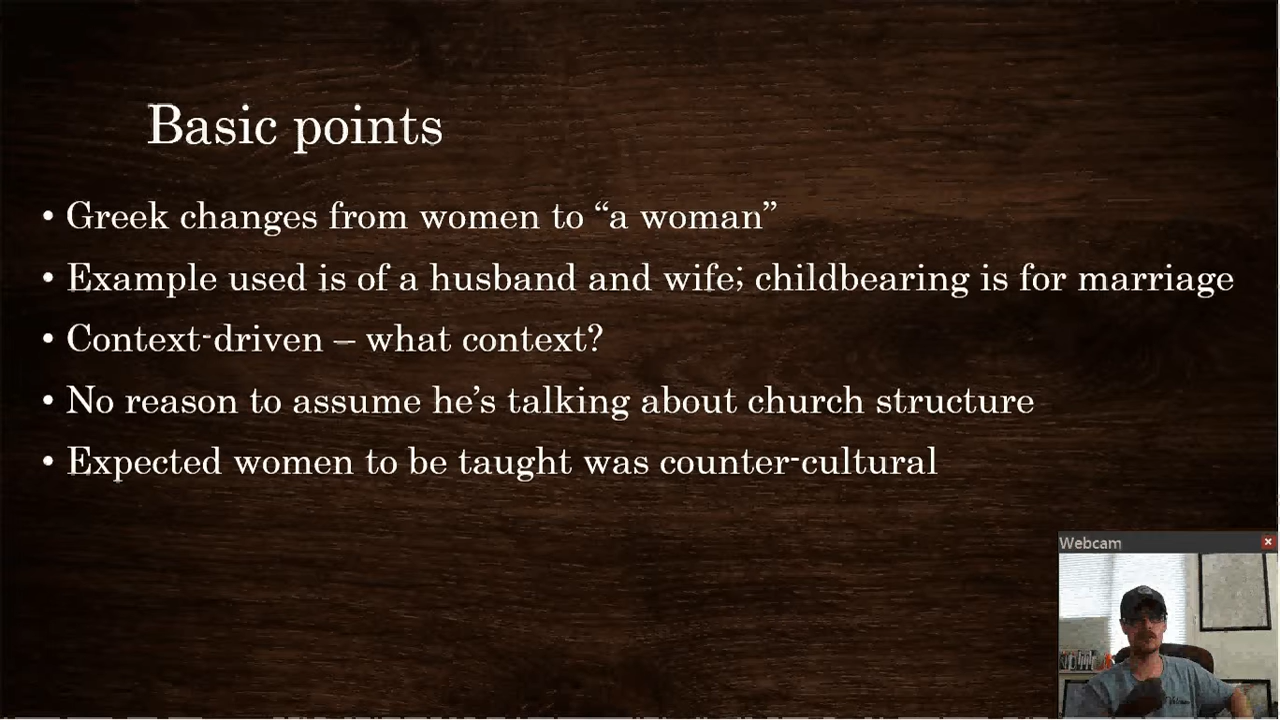 Basic points
• Greek changes from women to “a woman”
• Example used is of a husband and wife; childbearing is for marriage
• Context-driven – what context?
• No reason to assume he’s talking about church structure
• Expected women to be taught was counter-cultural
Webcam